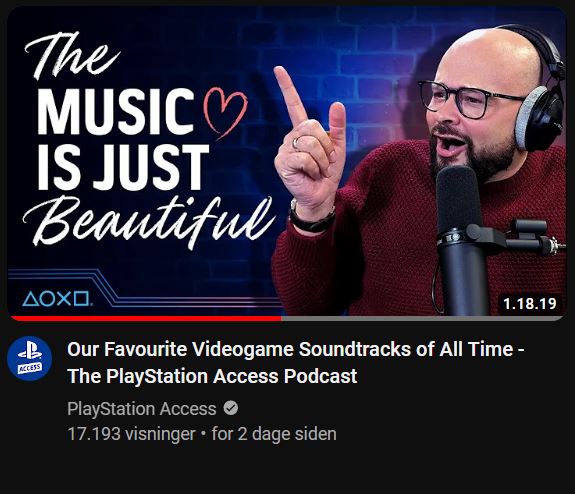 The
MUSIC
IS JUST
Beautiful
1.18.19
ACCESS
Our Favourite Videogame Soundtracks of All Time -
The PlayStation Access Podcast
PlayStation Access
17.193 visninger • for 2 dage siden